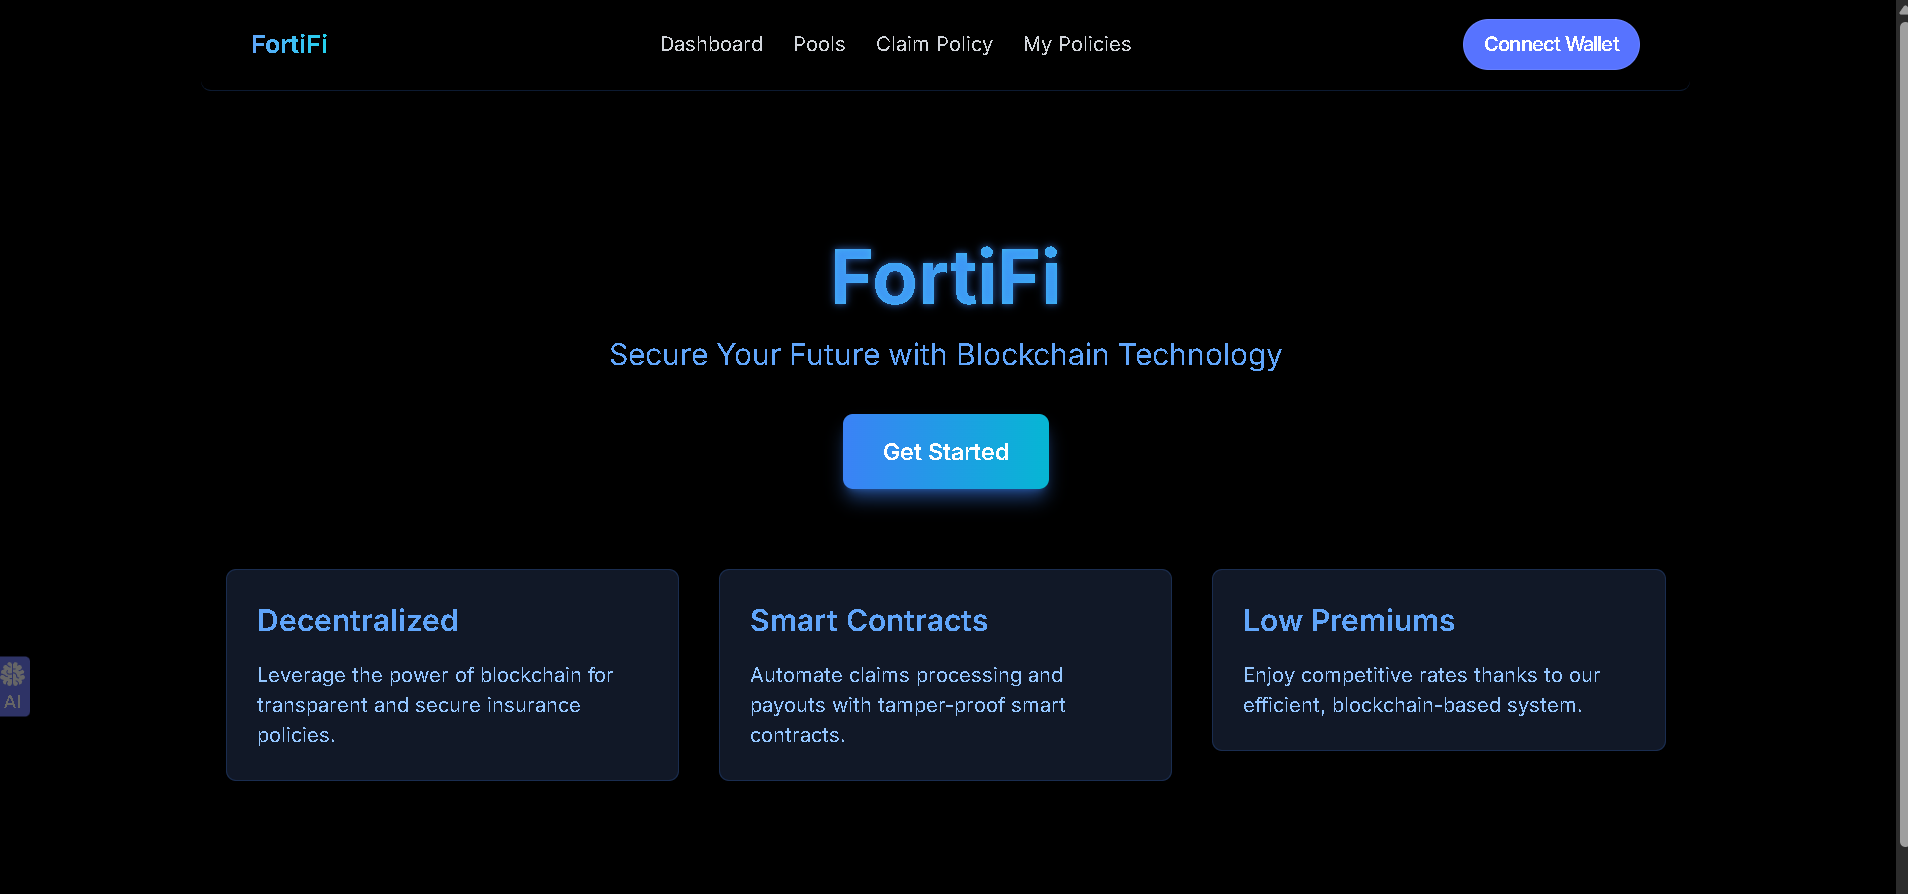 FortiFi
Dashboard
Pools
Claim Policy
My Policies
Connect Wallet
FortiFi
Secure Your Future with Blockchain Technology
Get Started
Decentralized
Leverage the power of blockchain for
transparent and secure insurance
policies.
Smart Contracts
Automate claims processing and
payouts with tamper-proof smart
contracts.
Low Premiums
Enjoy competitive rates thanks to our
efficient, blockchain-based system.
AI